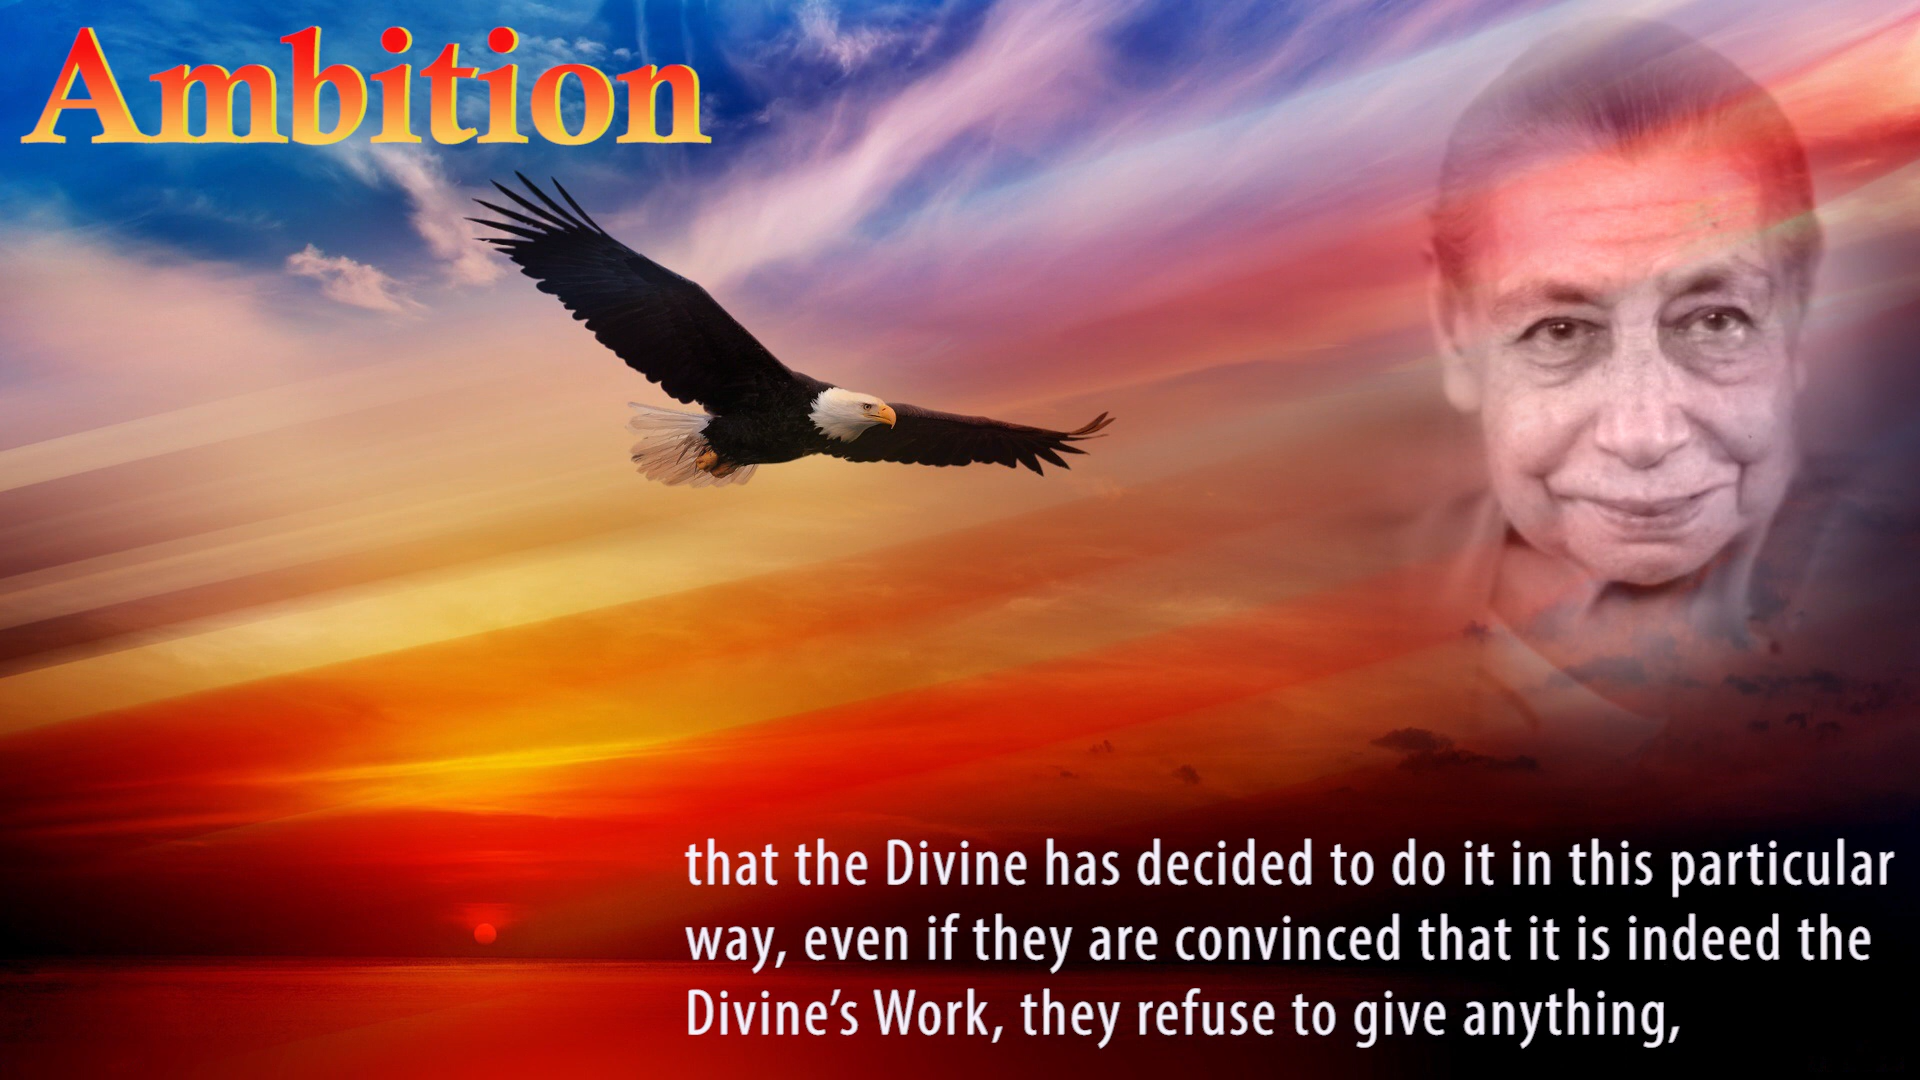 Ambition
that the Divine has decided to do it in this particular
way, even if they are convinced that it is indeed the
Divine’s Work, they refuse to give anything,